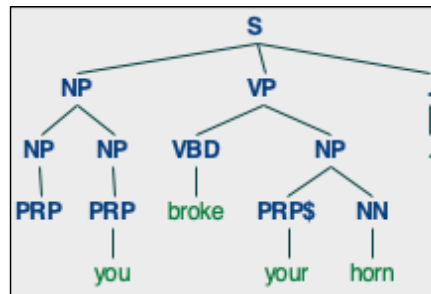 S
NP VP .
NP NP VBD NP .
PRP PRP broke PRP$ NN
you your horn